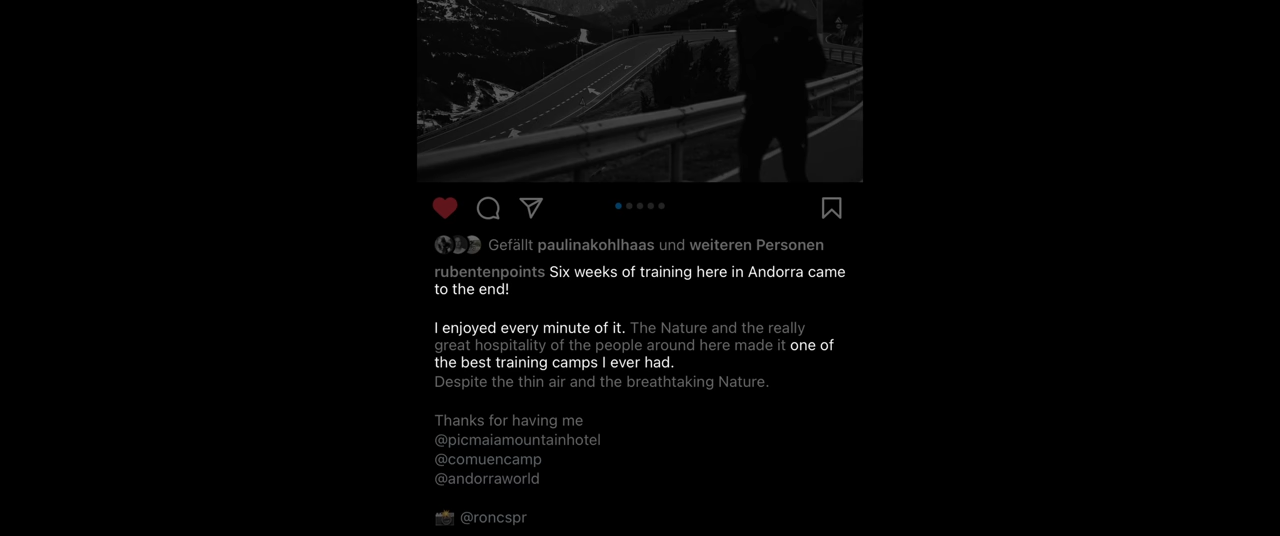 Gefällt paulinakohlhaas und weiteren Personen
rubentenpoints Six weeks of training here in Andorra came
to the end!
I enjoyed every minute of it. The Nature and the really
great hospitality of the people around here made it one of
the best training camps I ever had.
Despite the thin air and the breathtaking Nature.
Thanks for having me
@picmaiamountainhotel
@comuencamp
@andorraworld
📸 @roncspr